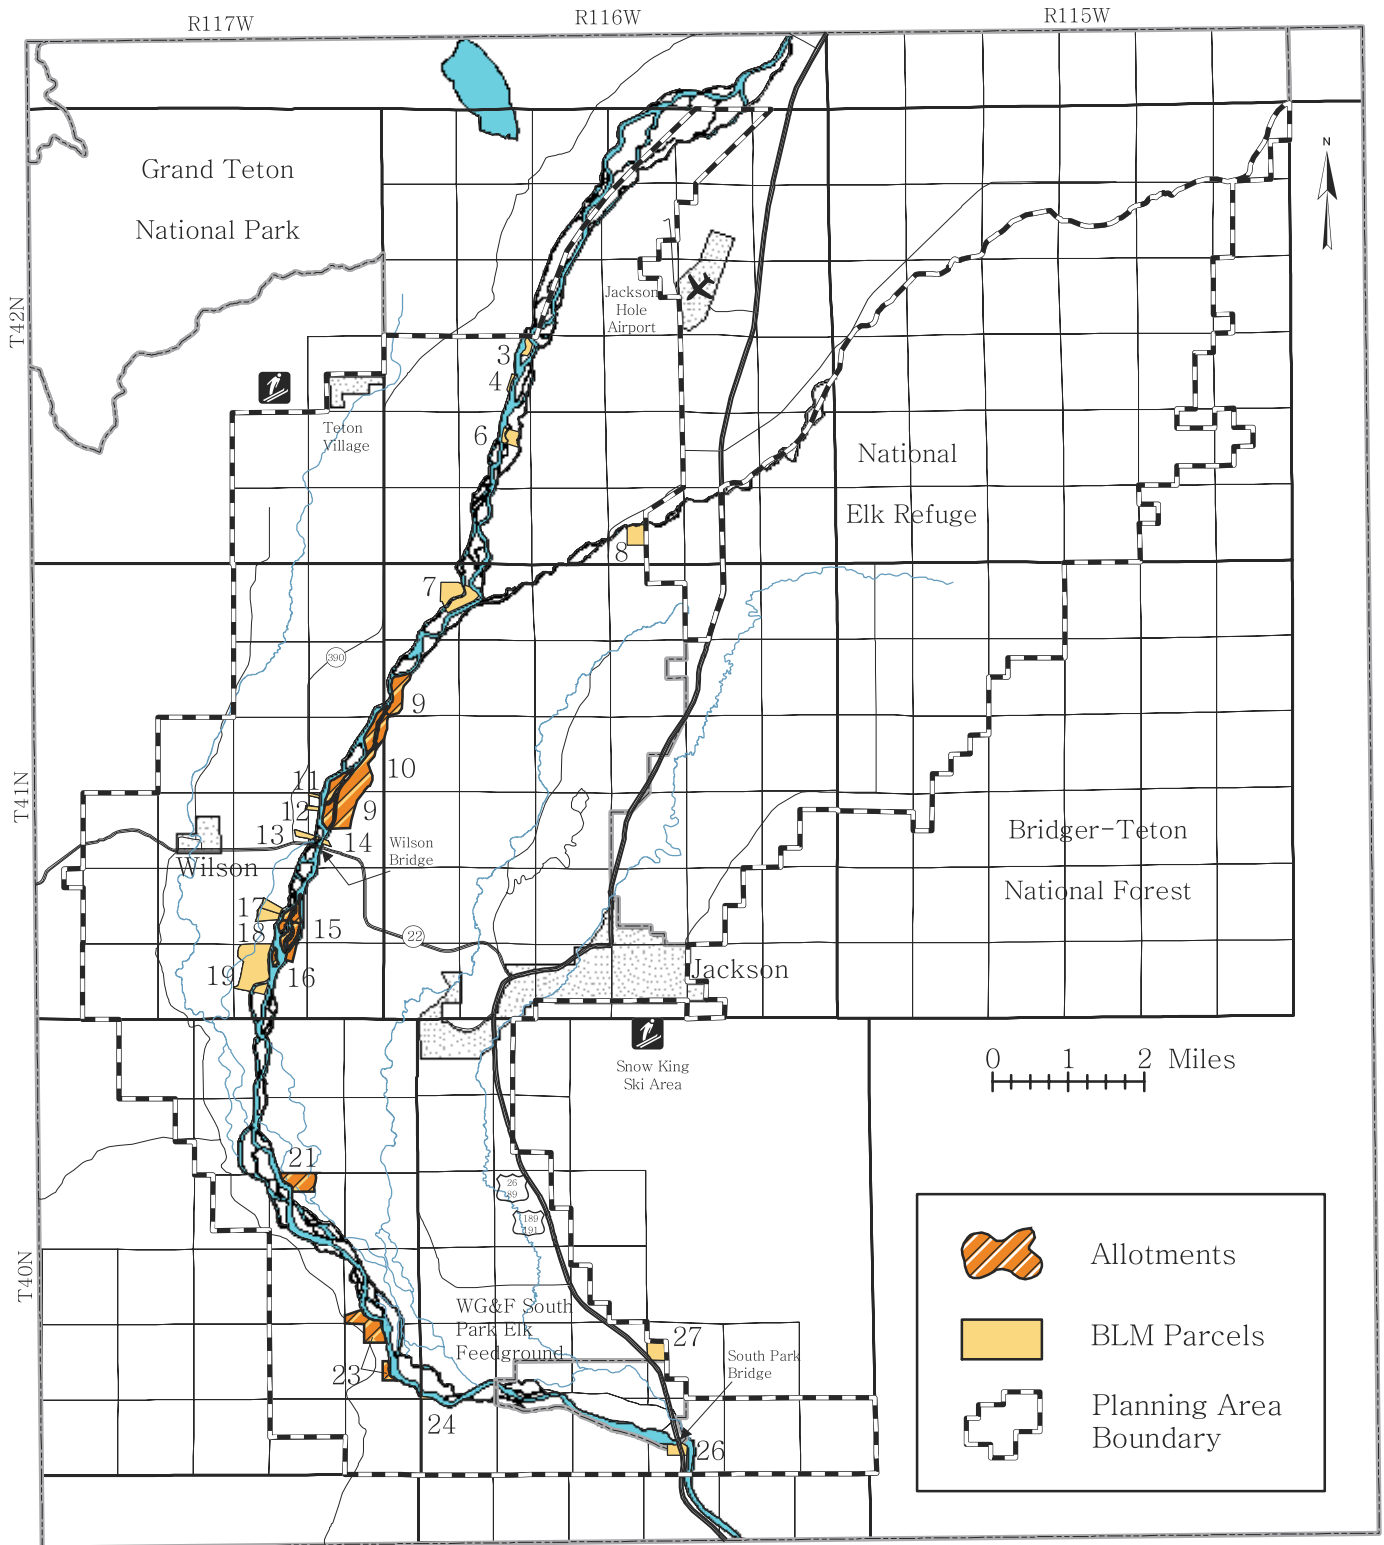 R117W
R116W
R115W
Grand Teton
National Park
N
T42N
Jackson
Hole
Airport
3
4
Teton
Village
6
National
Elk Refuge
8
7
390
9
10
T41N
11
12
9
13
14
Wilson
Bridge
Bridger-Teton
Wilson
National Forest
17
15
18
22
19
16
Jackson
Snow King
Ski Area
0 1 2 Miles
21
26
89
189
191
T40N
Allotments
WG&F South
Park Elk
Feedground
27
BLM Parcels
South Park
Bridge
23
24
Planning Area
Boundary
26